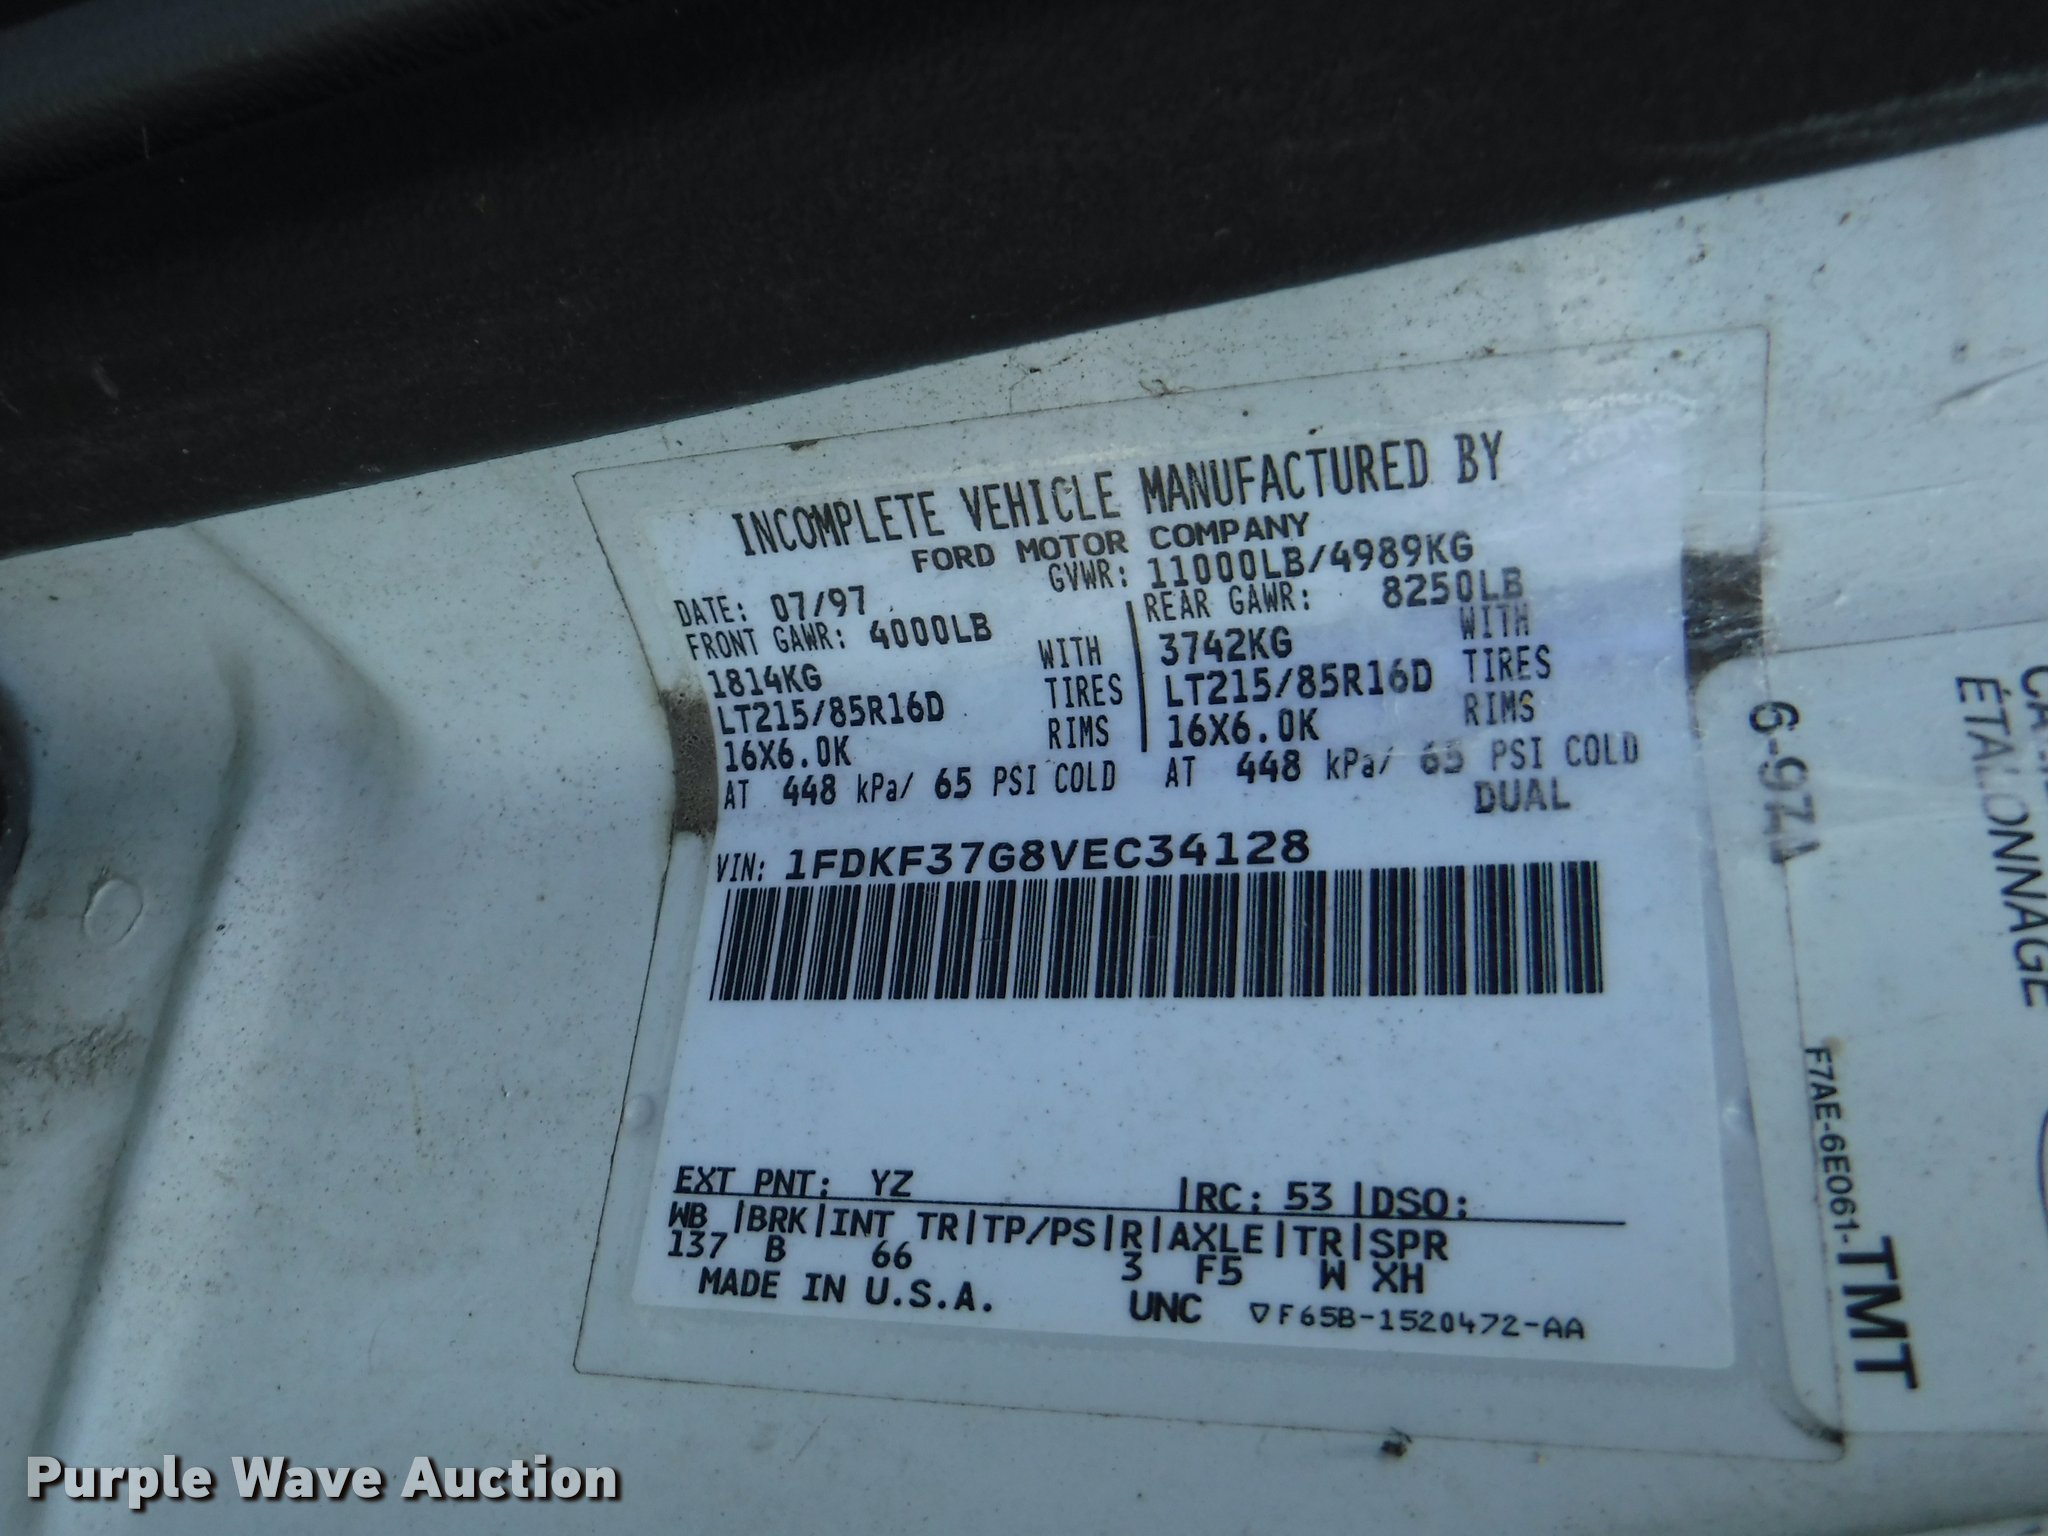 INCOMPLETE VEHICLE MANUFACTURED BY
FORD MOTOR COMPANY
DATE: 07/97 GVWR: 11000LB/4989KG
FRONT GAWR: 4000LB REAR GAWR: 8250LB
1814KG WITH 3742KG WITH
LT215/85R16D TIRES LT215/85R16D TIRES
16X6.0K RIMS 16X6.0K RIMS
AT 448 kPa/ 65 PSI COLD AT 448 kPa/ 65 PSI COLD
DUAL
VIN: 1FDKF37G8VEC34128
EXT PNT: YZ |RC: 53 |DSO:
WB |BRK|INT TR|TP/PS|R|AXLE|TR|SPR
137 B 66 3 F5 W XH
MADE IN U.S.A. UNC ▽F65B-1520472-AA
ÉTALONNAGE
F7AE-6E061-TMT
Purple Wave Auction